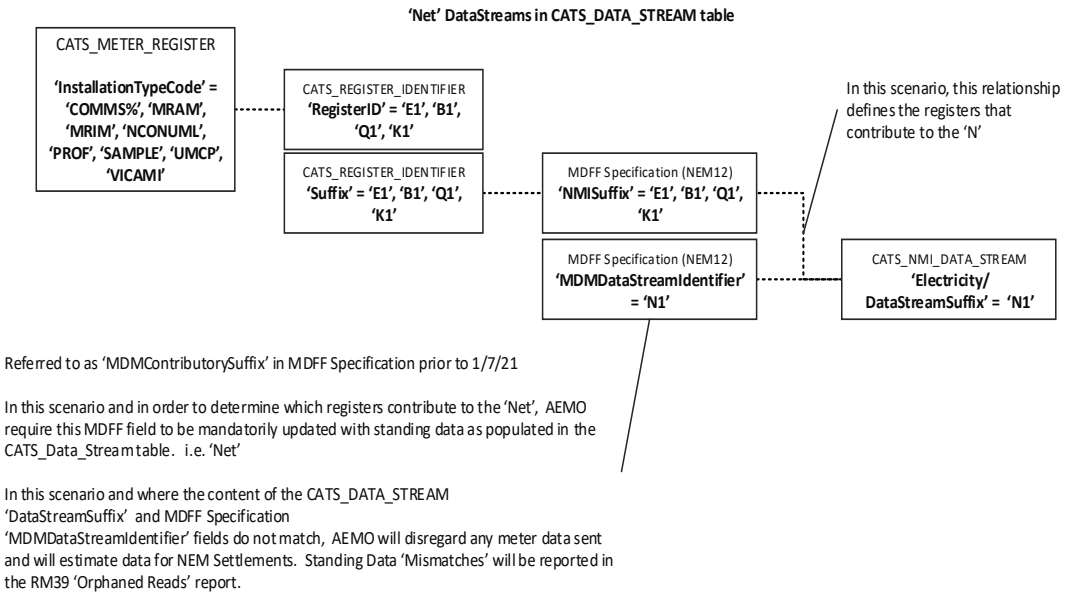 ‘Net’ DataStreams in CATS_DATA_STREAM table
CATS_METER_REGISTER
‘InstallationTypeCode’ =
‘COMMS%’, ‘MRAM’,
‘MRIM’, ‘NCONUML’,
‘PROF’, ‘SAMPLE’, ‘UMCP’,
‘VICAMI’
CATS_REGISTER_IDENTIFIER
‘RegisterID’ = ‘E1’, ‘B1’,
‘Q1’, ‘K1’
CATS_REGISTER_IDENTIFIER
‘Suffix’ = ‘E1’, ‘B1’, ‘Q1’,
‘K1’
MDFF Specification (NEM12)
‘NMISuffix’ = ‘E1’, ‘B1’, ‘Q1’,
‘K1’
MDFF Specification (NEM12)
‘MDMDataStreamIdentifier’
= ‘N1’
In this scenario, this relationship
defines the registers that
contribute to the ‘N’
CATS_NMI_DATA_STREAM
‘Electricity/
DataStreamSuffix’ = ‘N1’
Referred to as ‘MDMContributorySuffix’ in MDFF Specification prior to 1/7/21
In this scenario and in order to determine which registers contribute to the ‘Net’, AEMO
require this MDFF field to be mandatorily updated with standing data as populated in the
CATS_Data_Stream table. i.e. ‘Net’
In this scenario and where the content of the CATS_DATA_STREAM
‘DataStreamSuffix’ and MDFF Specification
‘MDMDataStreamIdentifier’ fields do not match, AEMO will disregard any meter data sent
and will estimate data for NEM Settlements. Standing Data ‘Mismatches’ will be reported in
the RM39 ‘Orphaned Reads’ report.